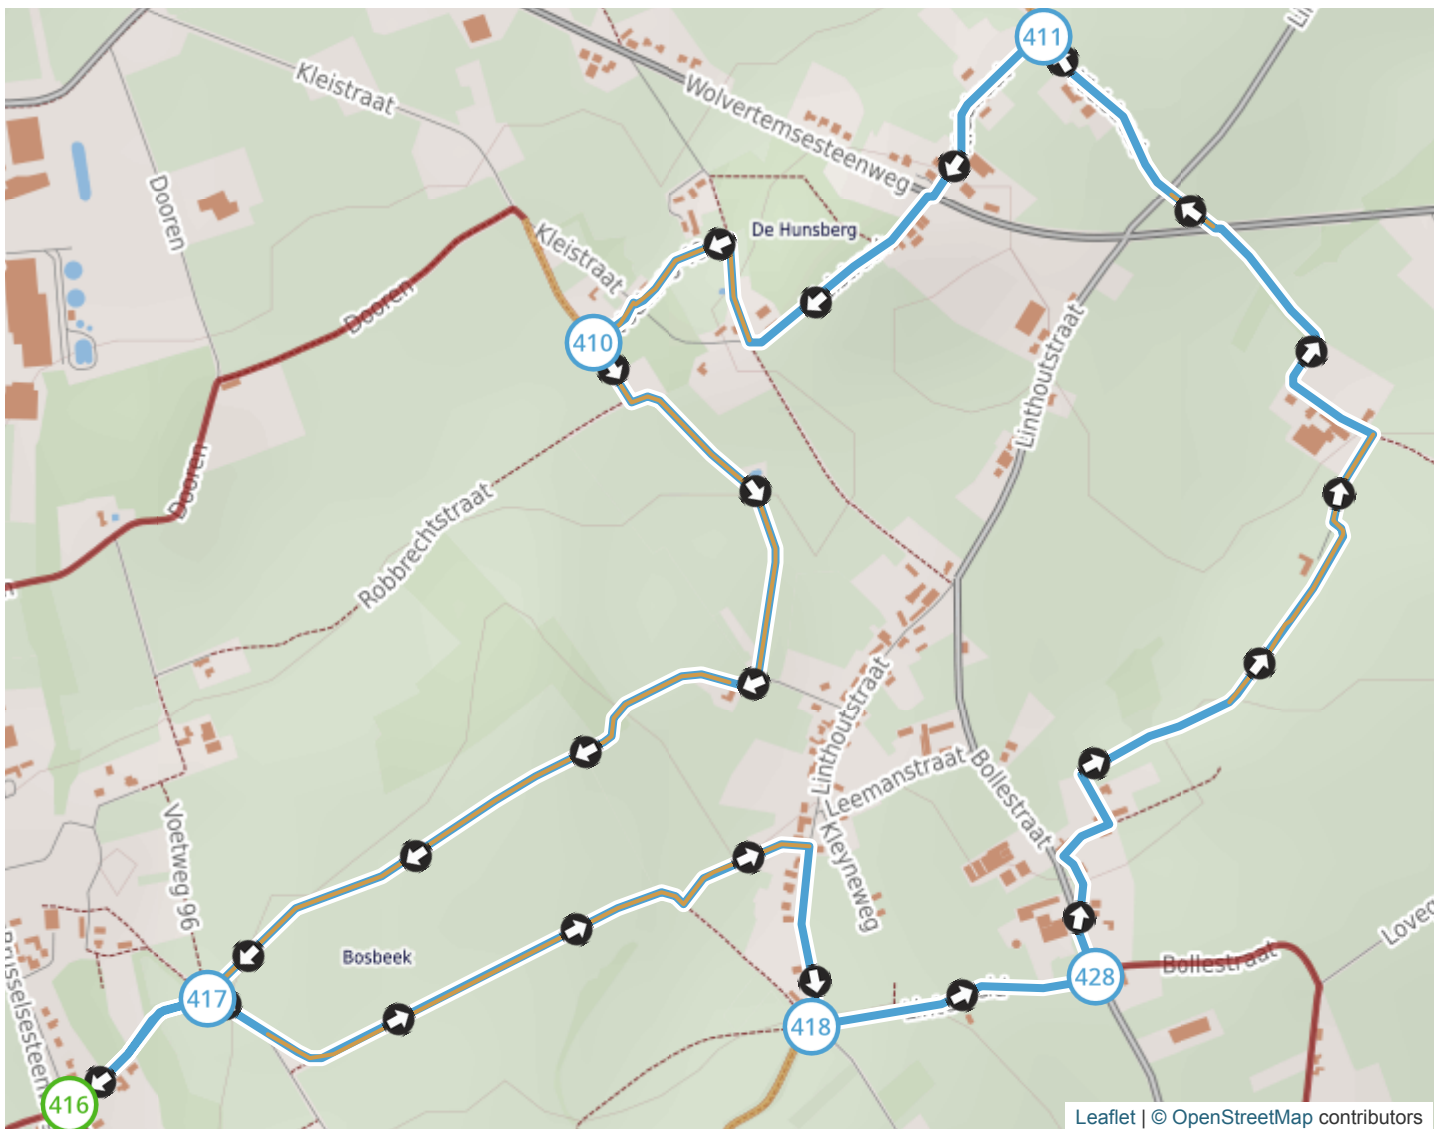 411
Kleistraat
Wolvertemsesteenweg
Dooren
De Hunsberg
Kleistraat
Dooren
410
Linthoutstraat
Dooren
Robbrechtstraat
Linthoutstraat
Leemanstraat
Bollestraat
Voetweg 96
Kleyneweg
Bosbeek
Bollestraat
428
417
418
416
Leaflet | © OpenStreetMap contributors